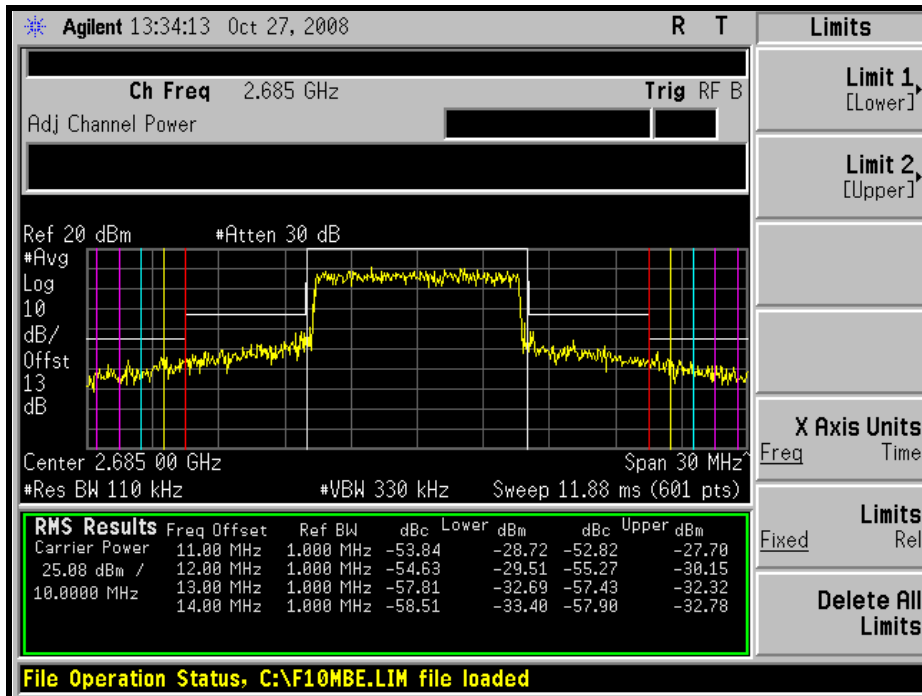 Agilent 13:34:13 Oct 27, 2008 R T
Ch Freq 2.685 GHz Trig RF B
Adj Channel Power
Ref 20 dBm #Atten 30 dB
#Avg
Log
10
dB/
Offst
13
dB
Center 2.685 00 GHz Span 30 MHz^
#Res BW 110 kHz #VBW 330 kHz Sweep 11.88 ms (601 pts)
RMS Results Freq Offset Ref BW dBc Lower dBm dBc Upper dBm
Carrier Power 11.00 MHz 1.000 MHz -53.84 -28.72 -52.82 -27.70
25.08 dBm / 12.00 MHz 1.000 MHz -54.63 -29.51 -55.27 -30.15
10.0000 MHz 13.00 MHz 1.000 MHz -57.81 -32.69 -57.43 -32.32
14.00 MHz 1.000 MHz -58.51 -33.40 -57.90 -32.78
File Operation Status, C:\F10MBE.LIM file loaded
Limits
Limit 1
[Lower]
Limit 2
[Upper]
X Axis Units
Freq Time
Limits
Fixed Rel
Delete All
Limits